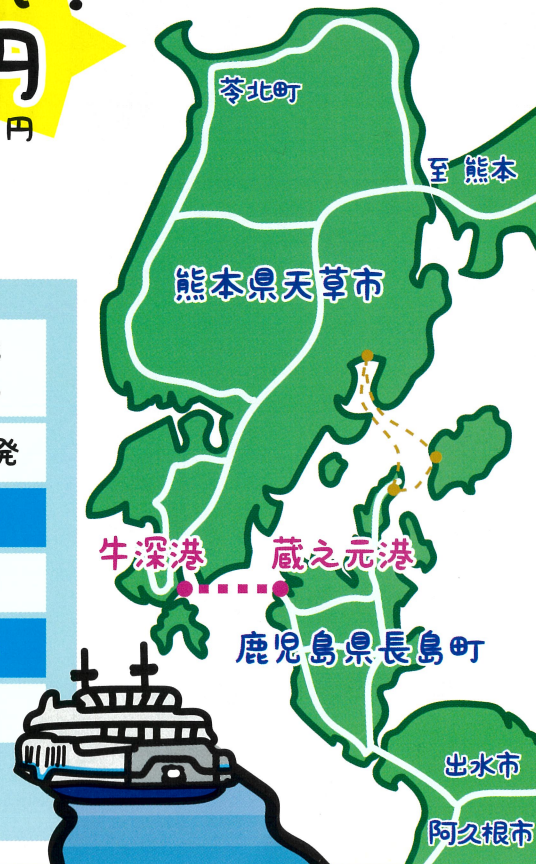 円
円
苓北町
至 熊本
熊本県天草市
発
牛深港
蔵之元港
鹿児島県長島町
出水市
阿久根市